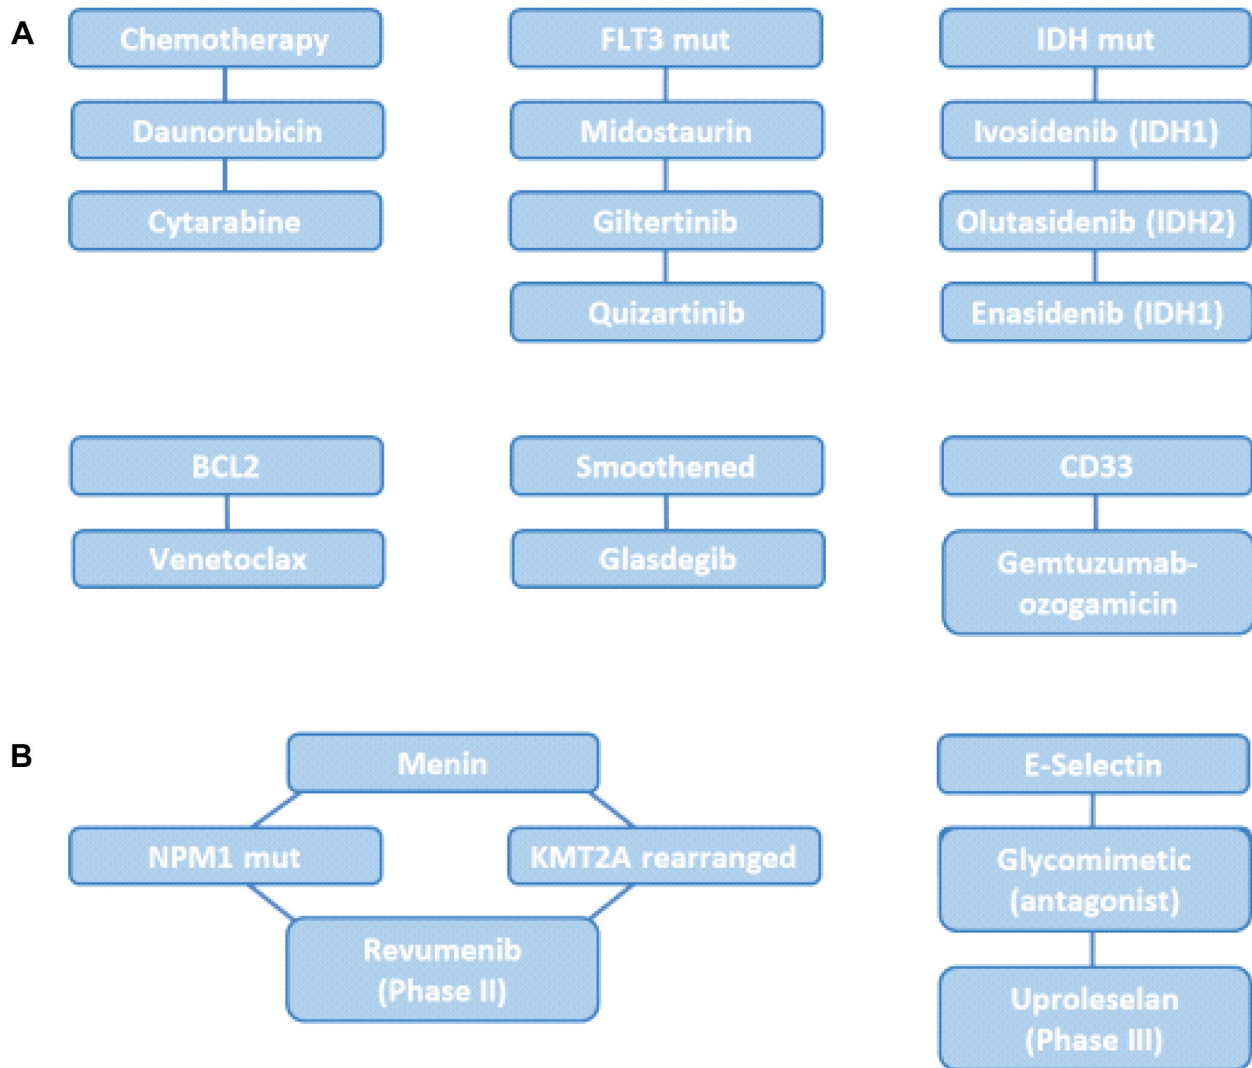 A
Chemotherapy
Daunorubicin
Cytarabine
FLT3 mut
Midostaurin
Giltertinib
Quizartinib
IDH mut
Ivosidenib (IDH1)
Olutasidenib (IDH2)
Enasidenib (IDH1)
BCL2
Venetoclax
Smoothened
Glasdegib
CD33
Gemtuzumab-
ozogamicin
B
Menin
NPM1 mut
KMT2A rearranged
Revumenib
(Phase II)
E-Selectin
Glycomimetic
(antagonist)
Uproleselan
(Phase III)